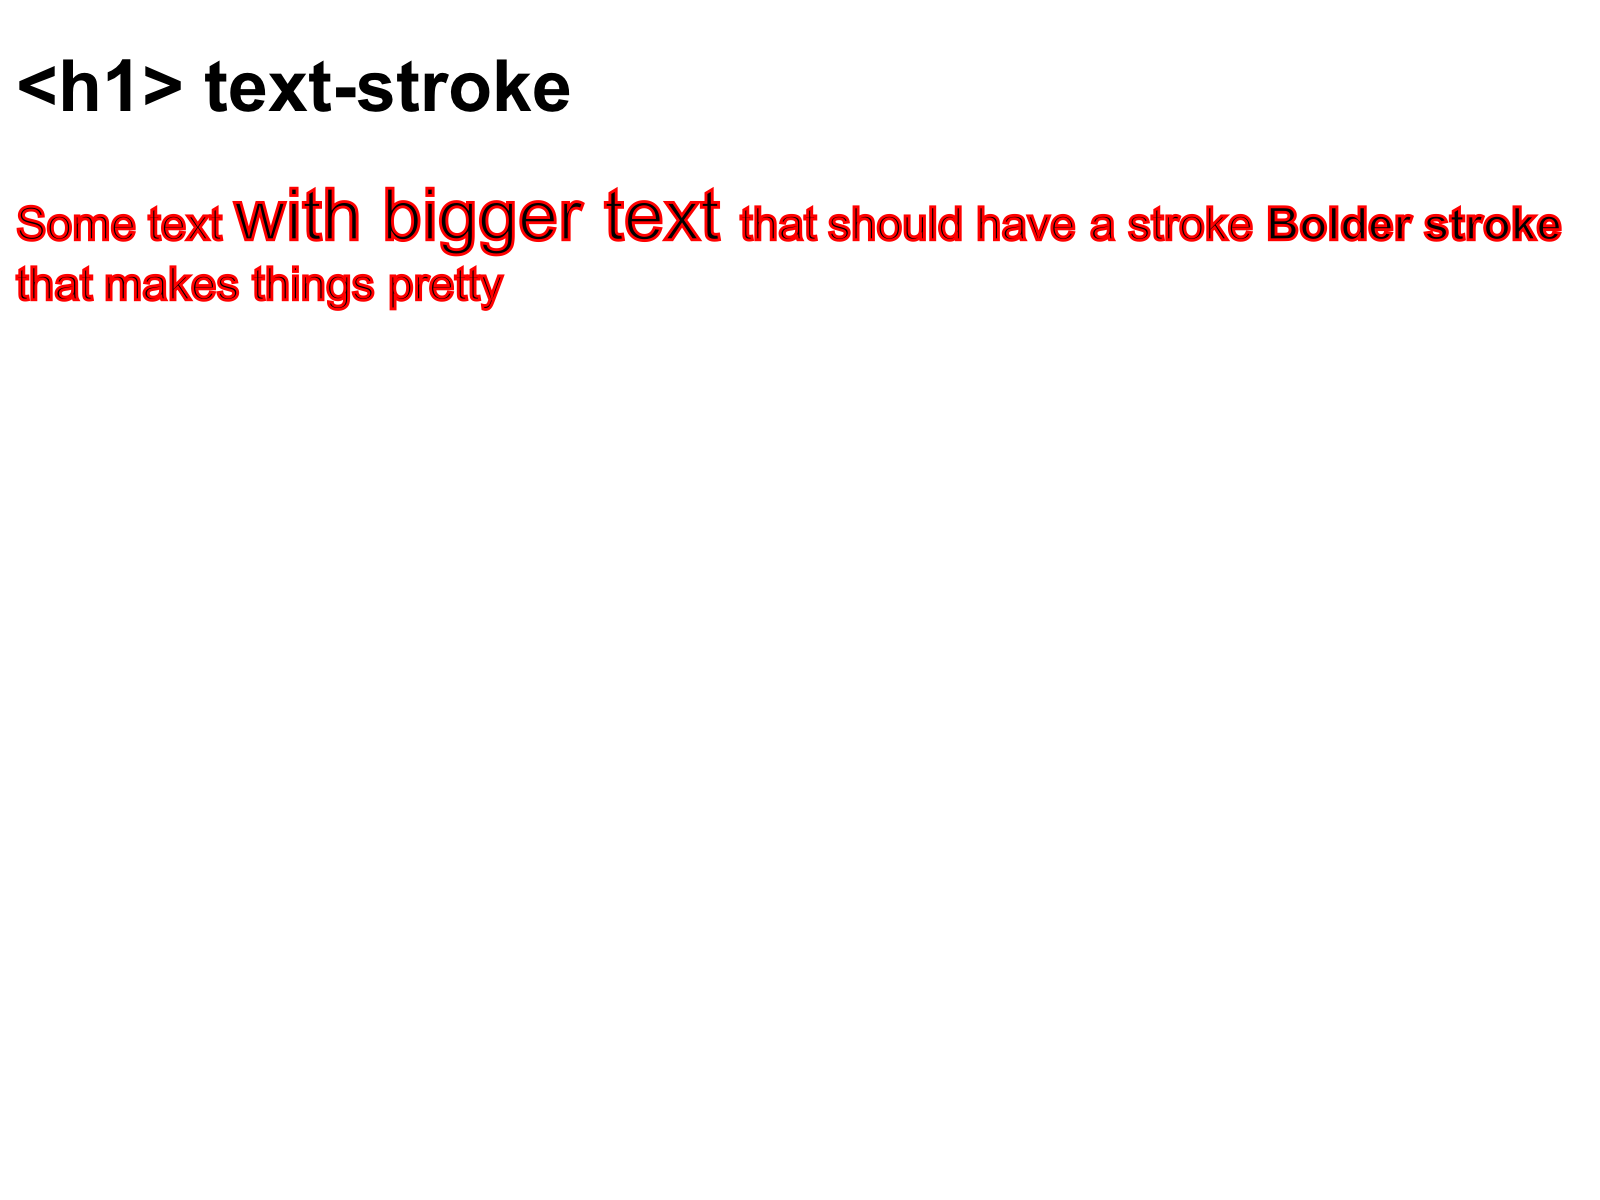 <h1> text-stroke
Some text with bigger text that should have a stroke Bolder stroke
that makes things pretty